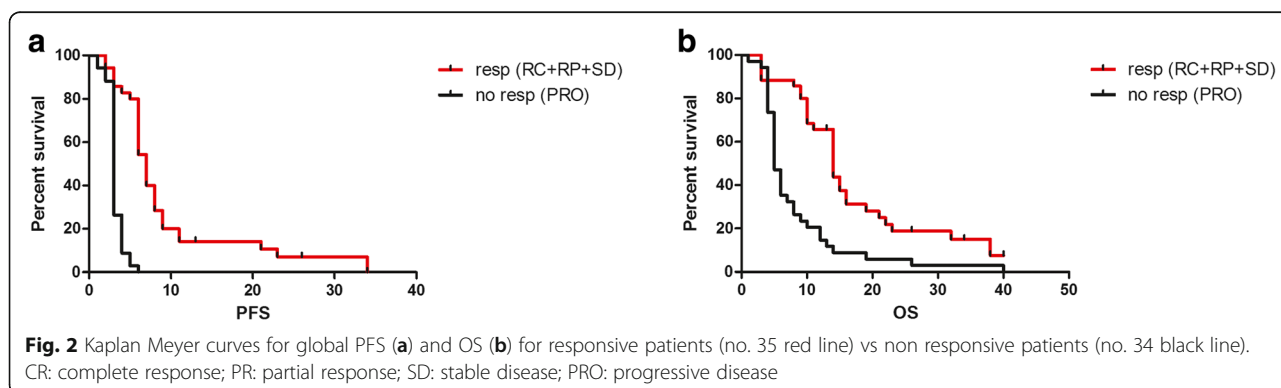 a
100
80
60
40
20
0
Percent survival
0 10 20 30 40
PFS
resp (RC+RP+SD)
no resp (PRO)
b
100
80
60
40
20
0
Percent survival
0 10 20 30 40 50
OS
resp (RC+RP+SD)
no resp (PRO)
Fig. 2 Kaplan Meyer curves for global PFS (a) and OS (b) for responsive patients (no. 35 red line) vs non responsive patients (no. 34 black line).
CR: complete response; PR: partial response; SD: stable disease; PRO: progressive disease